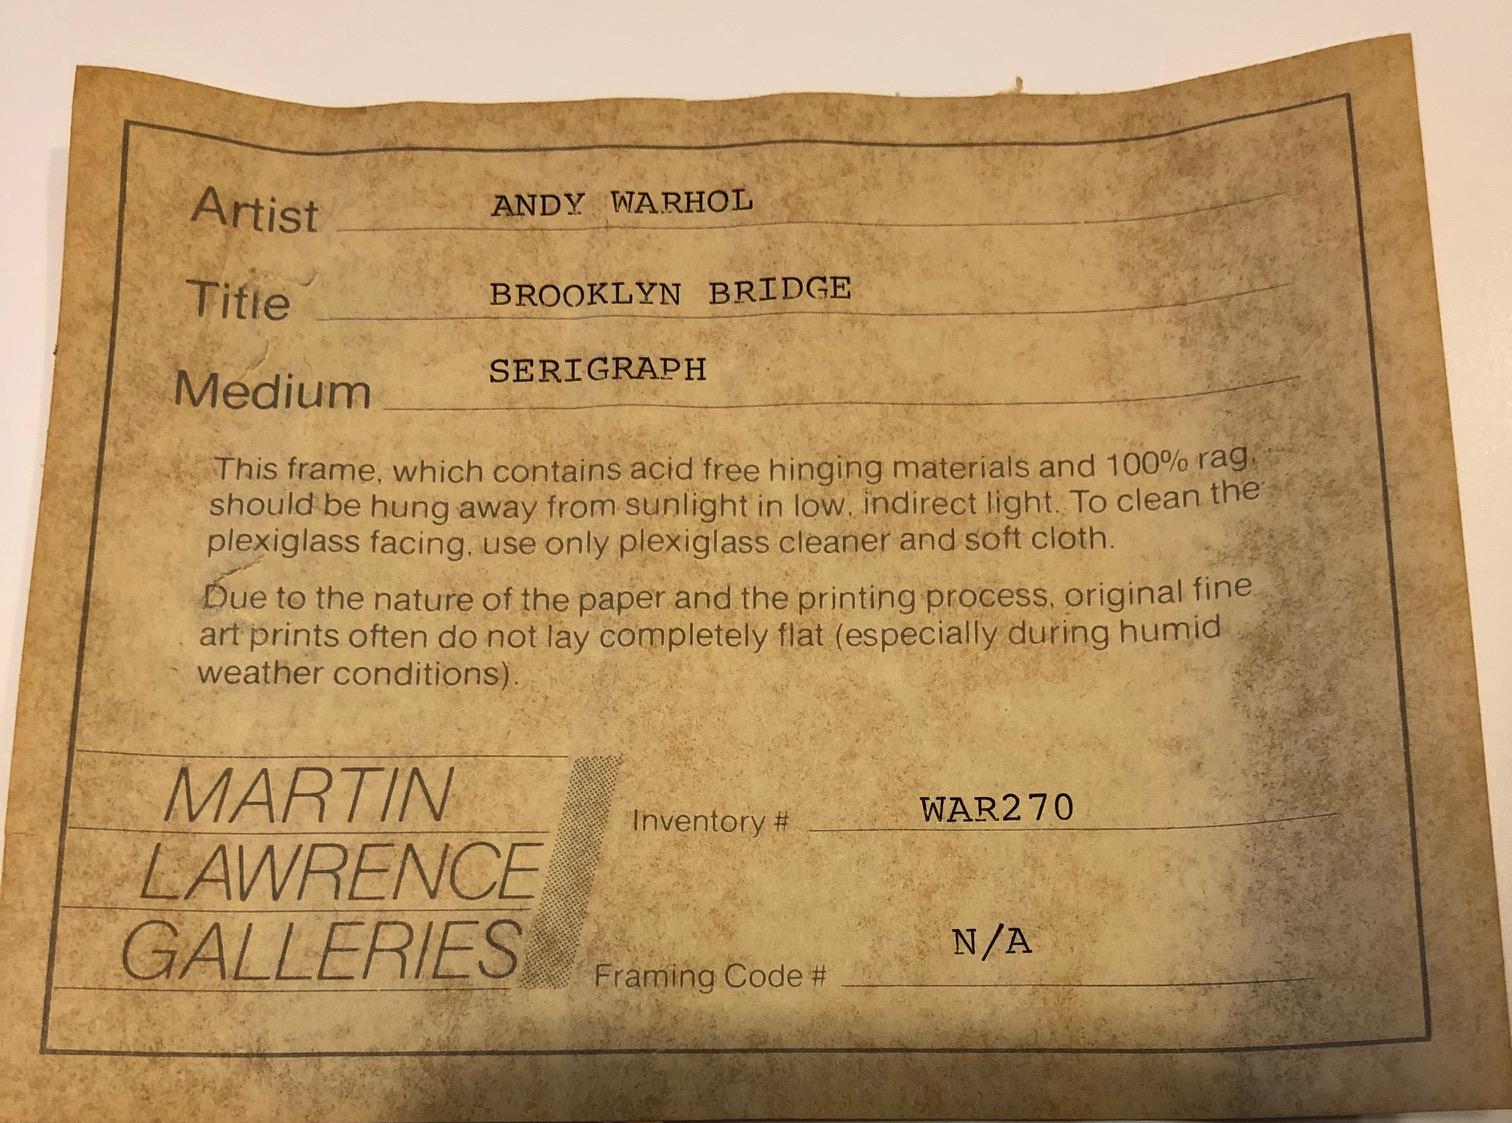 Artist ANDY WARHOL
Title BROOKLYN BRIDGE
Medium SERIGRAPH
This frame, which contains acid free hinging materials and 100% rag,
should be hung away from sunlight in low, indirect light. To clean the
plexiglass facing, use only plexiglass cleaner and soft cloth.
Due to the nature of the paper and the printing process, original fine
art prints often do not lay completely flat (especially during humid
weather conditions).
MARTIN
LAWRENCE
GALLERIES
Inventory # WAR270
Framing Code # N/A